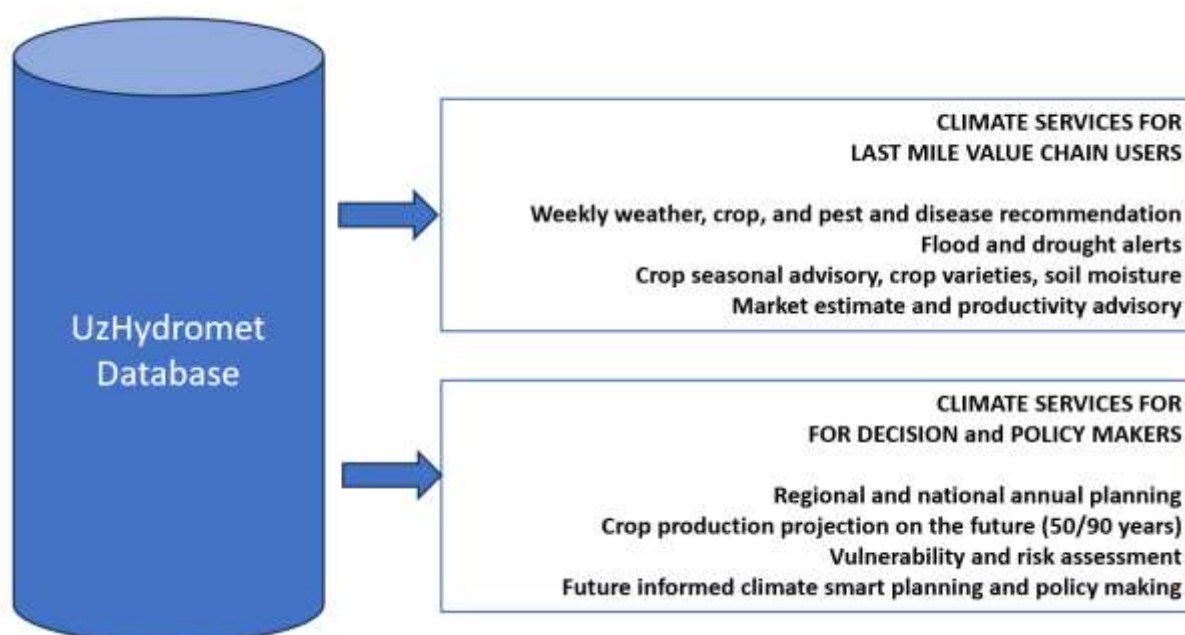 UzHydromet
Database
CLIMATE SERVICES FOR
LAST MILE VALUE CHAIN USERS
Weekly weather, crop, and pest and disease recommendation
Flood and drought alerts
Crop seasonal advisory, crop varieties, soil moisture
Market estimate and productivity advisory
CLIMATE SERVICES FOR
FOR DECISION and POLICY MAKERS
Regional and national annual planning
Crop production projection on the future (50/90 years)
Vulnerability and risk assessment
Future informed climate smart planning and policy making